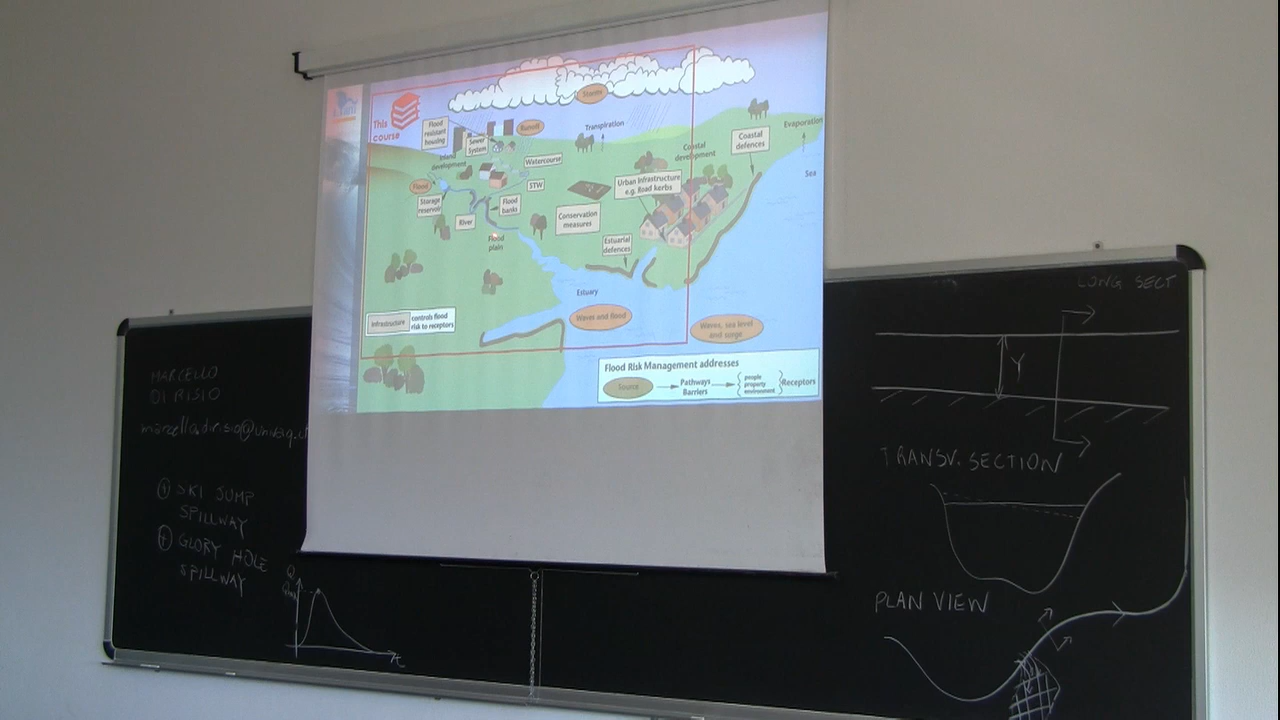 MARCELLO
DI RISIO
① SKI JUMP
SPILLWAY
② GLORY HOLE
SPILLWAY
Q
t
This
course
Storms
Flood
resistant
housing
Sewer
System
Runoff
Transpiration
Inland
development
Watercourse
STW
Flood
Storage
reservoir
River
Flood
banks
Flood
plain
Conservation
measures
Urban Infrastructure
e.g. Road kerbs
Coastal
development
Coastal
defences
Evaporation
Sea
Estuarial
defences
Estuary
Waves and flood
Waves, sea level
and surge
Infrastructure
controls flood
risk to receptors
Flood Risk Management addresses
Source
Pathways
Barriers
people
property
environment
Receptors
LONG SECT
Y
TRANSV. SECTION
PLAN VIEW